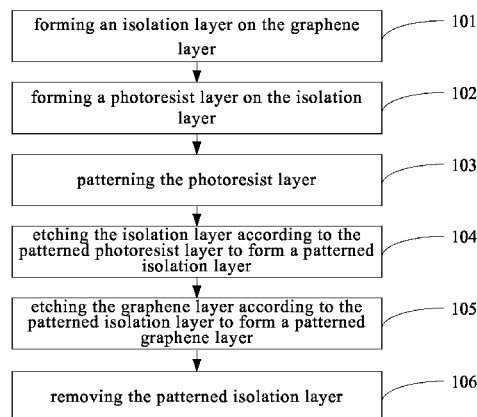 forming an isolation layer on the graphene
layer
101
forming a photoresist layer on the isolation
layer
102
patterning the photoresist layer
103
etching the isolation layer according to the
patterned photoresist layer to form a patterned
isolation layer
104
etching the graphene layer according to the
patterned isolation layer to form a patterned
graphene layer
105
removing the patterned isolation layer
106